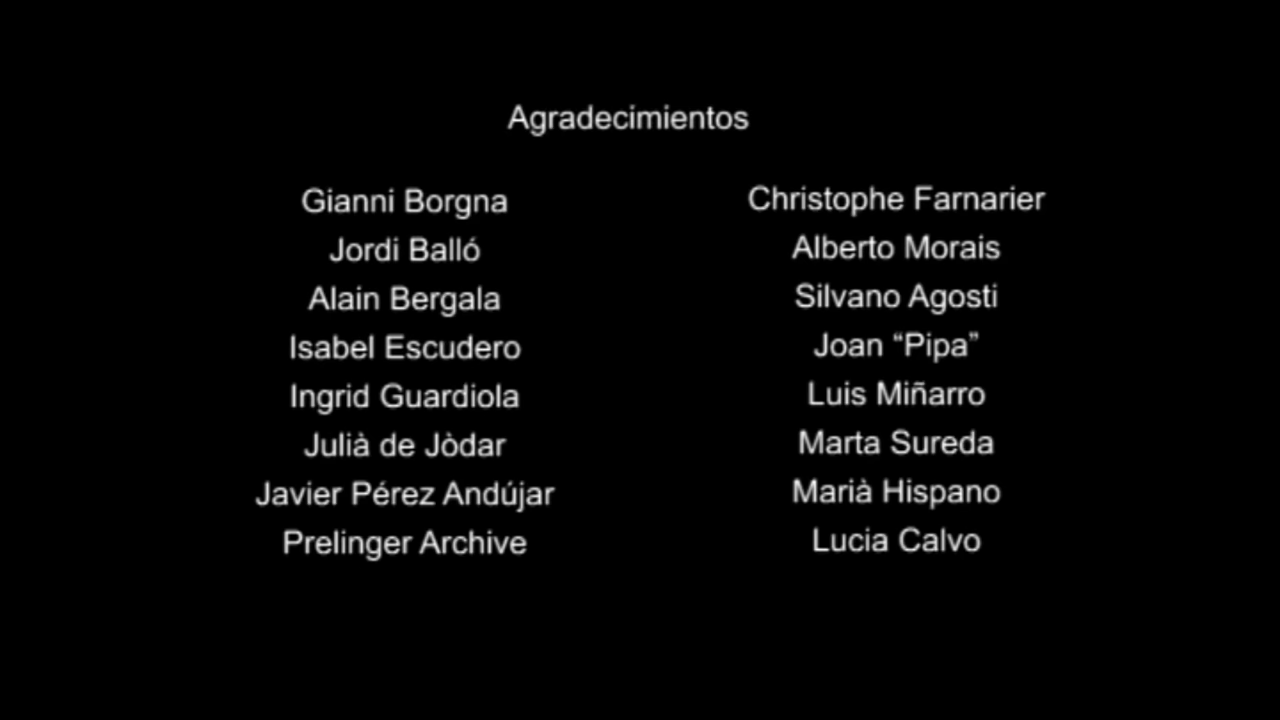 Agradecimientos
Gianni Borgna
Jordi Balló
Alain Bergala
Isabel Escudero
Ingrid Guardiola
Julià de Jòdar
Javier Pérez Andújar
Prelinger Archive
Christophe Farnarier
Alberto Morais
Silvano Agosti
Joan “Pipa”
Luis Miñarro
Marta Sureda
Marià Hispano
Lucia Calvo